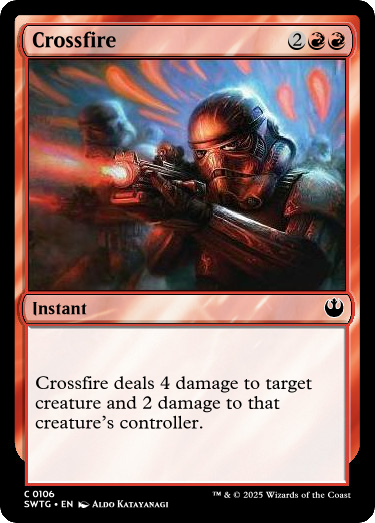 Crossfire 2
Instant
Crossfire deals 4 damage to target
creature and 2 damage to that
creature's controller.
C 0106
SWTG • EN Aldo Katayanagi
™ & © 2025 Wizards of the Coast